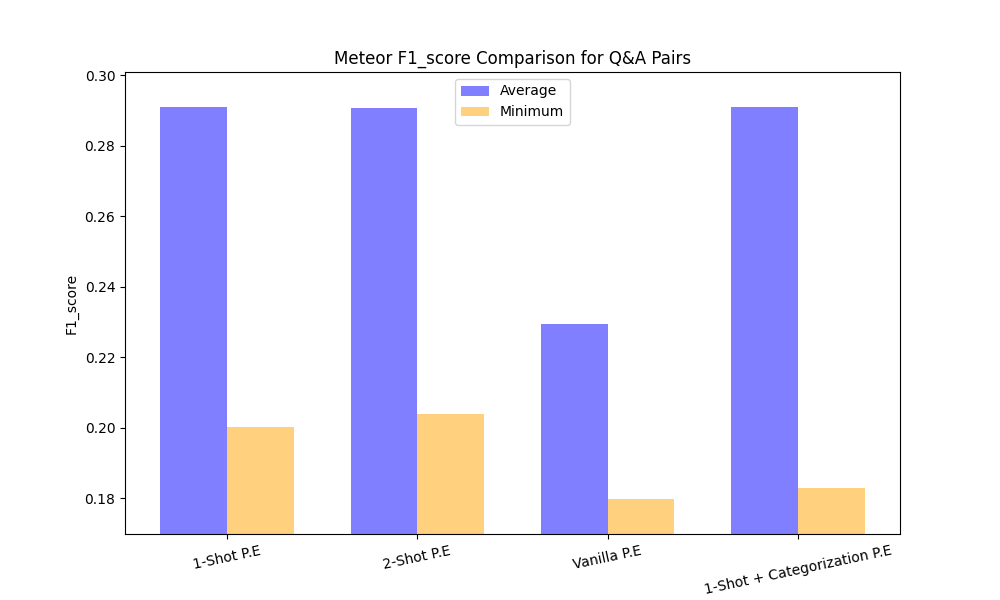 Meteor F1_score Comparison for Q&A Pairs
Average
Minimum
F1_score
0.30
0.28
0.26
0.24
0.22
0.20
0.18
1-Shot P.E
2-Shot P.E
Vanilla P.E
1-Shot + Categorization P.E